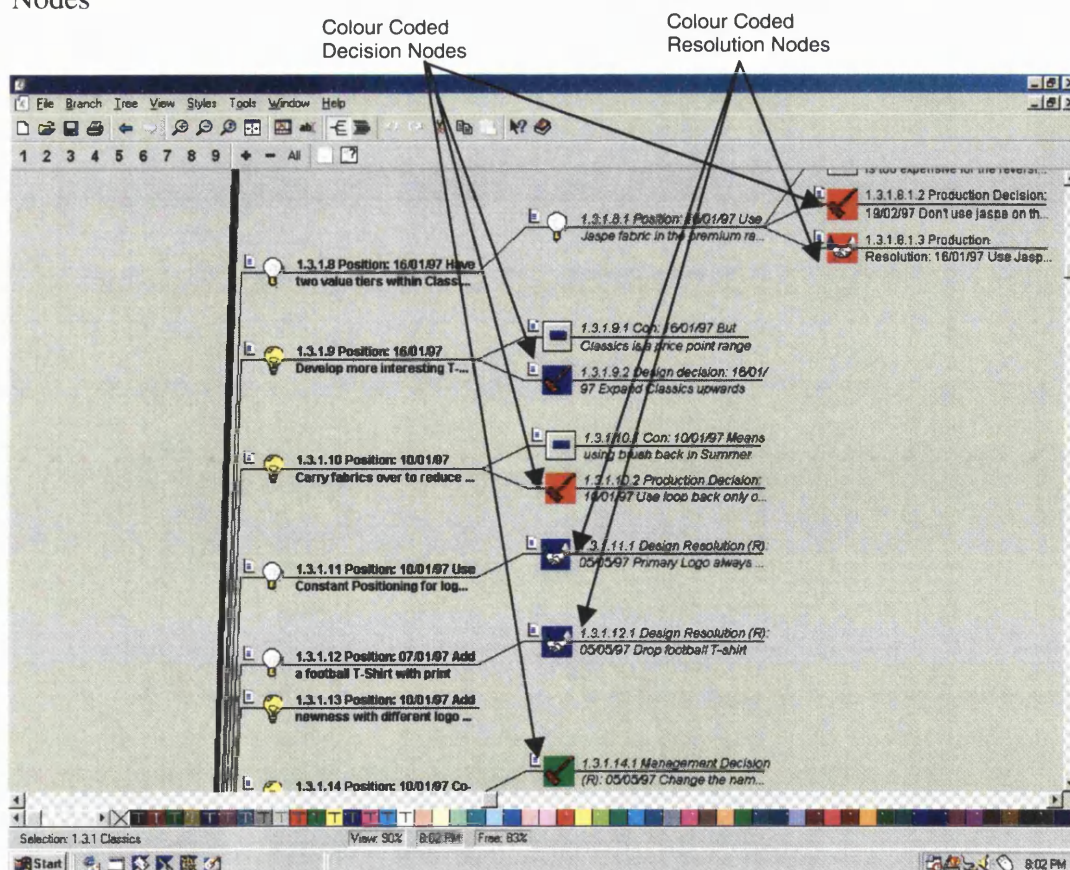 Nodes
Colour Coded
Decision Nodes
Colour Coded
Resolution Nodes
File Branch Tree View Styles Tools Window Help
1 2 3 4 5 6 7 8 9 + - All
is too expensive for the reversi...
1.3.1.8.1.2 Production Decision:
19/02/97 Don't use jaspe on th...
1.3.1.8.1 Position: 16/01/97 Use
Jaspe fabric in the premium ra...
1.3.1.8.1.3 Production
Resolution: 16/01/97 Use Jasp...
1.3.1.8 Position: 16/01/97 Have
two value tiers within Class...
1.3.1.9.1 Con: 16/01/97 But
Classics is a price point range
1.3.1.9 Position: 16/01/97
Develop more interesting T-...
1.3.1.9.2 Design decision: 16/01/
97 Expand Classics upwards
1.3.1.10.1 Con: 10/01/97 Means
using brush back in Summer
1.3.1.10 Position: 10/01/97
Carry fabrics over to reduce ...
1.3.1.10.2 Production Decision:
10/01/97 Use loop back only o...
1.3.1.11.1 Design Resolution (R):
05/05/97 Primary Logo always ...
1.3.1.11 Position: 10/01/97 Use
Constant Positioning for log...
1.3.1.12.1 Design Resolution (R):
05/05/97 Drop football T-shirt
1.3.1.12 Position: 07/01/97 Add
a football T-Shirt with print
1.3.1.13 Position: 10/01/97 Add
newness with different logo ...
1.3.1.14.1 Management Decision
(R): 05/05/97 Change the nam...
1.3.1.14 Position: 10/01/97 Co-
Selection: 1.3.1 Classics View: 90% 8:02 PM Free: 83%
Start 8:02 PM